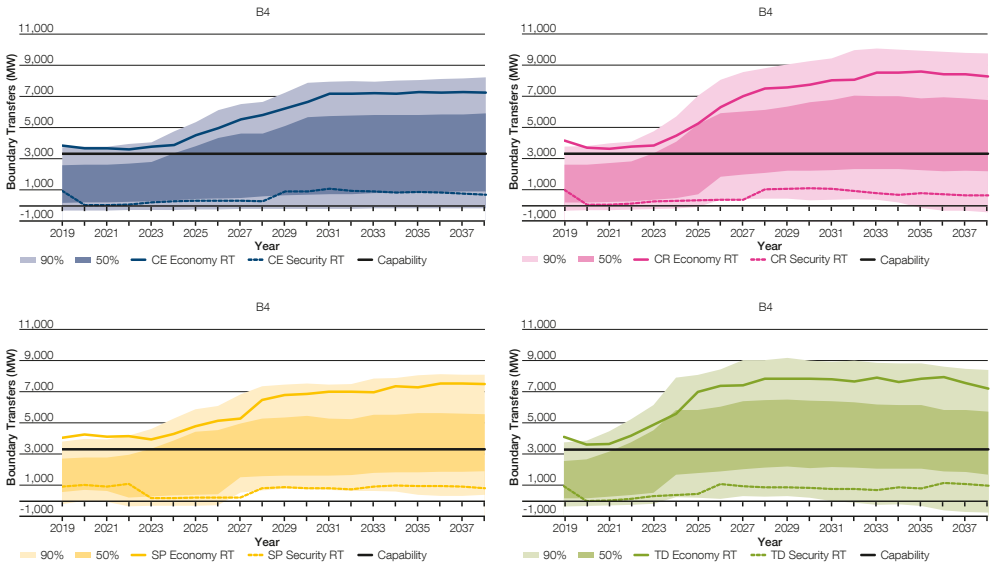 B4
Boundary Transfers (MW)
11,000
9,000
7,000
5,000
3,000
1,000
-1,000
2019 2021 2023 2025 2027 2029 2031 2033 2035 2037
Year
90% 50% CE Economy RT CE Security RT Capability
B4
Boundary Transfers (MW)
11,000
9,000
7,000
5,000
3,000
1,000
-1,000
2019 2021 2023 2025 2027 2029 2031 2033 2035 2037
Year
90% 50% CR Economy RT CR Security RT Capability
B4
Boundary Transfers (MW)
11,000
9,000
7,000
5,000
3,000
1,000
-1,000
2019 2021 2023 2025 2027 2029 2031 2033 2035 2037
Year
90% 50% SP Economy RT SP Security RT Capability
B4
Boundary Transfers (MW)
11,000
9,000
7,000
5,000
3,000
1,000
-1,000
2019 2021 2023 2025 2027 2029 2031 2033 2035 2037
Year
90% 50% TD Economy RT TD Security RT Capability